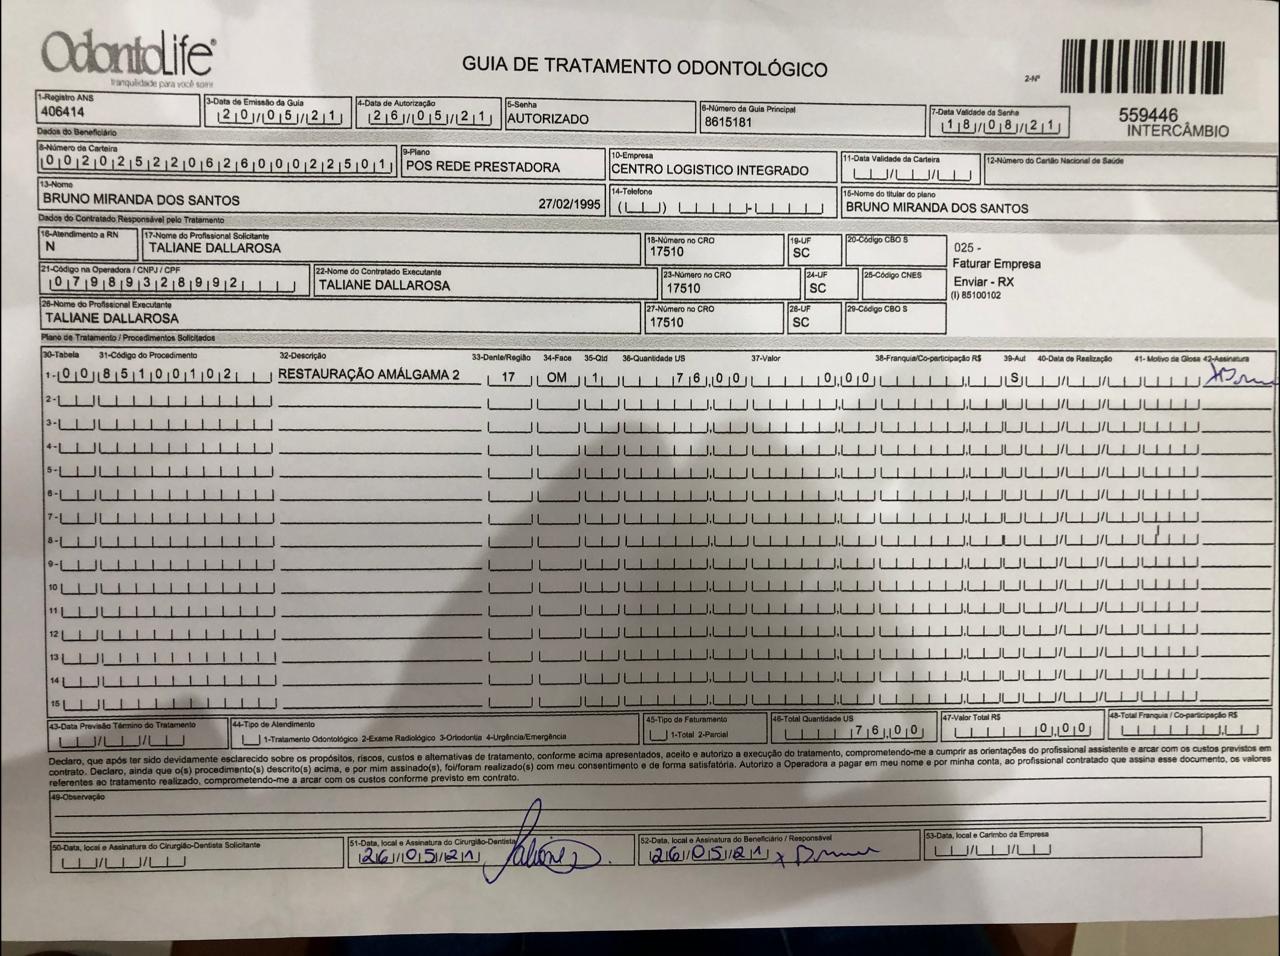 OdontoLife®
tranquilidade para você sorrir
GUIA DE TRATAMENTO ODONTOLÓGICO
2-Nº
559446
INTERCÂMBIO
1-Registro ANS
406414
3-Data de Emissão da Guia
20/05/21
4-Data de Autorização
26/05/21
5-Senha
AUTORIZADO
6-Número da Guia Principal
8615181
7-Data Validade da Senha
18/08/21
Dados do Beneficiário
8-Número da Carteira
00202522062600022501
9-Plano
POS REDE PRESTADORA
10-Empresa
CENTRO LOGISTICO INTEGRADO
11-Data Validade da Carteira
12-Número do Cartão Nacional de Saúde
13-Nome
BRUNO MIRANDA DOS SANTOS 27/02/1995
14-Telefone
15-Nome do titular do plano
BRUNO MIRANDA DOS SANTOS
Dados do Contratado Responsável pelo Tratamento
16-Atendimento a RN
N
17-Nome do Profissional Solicitante
TALIANE DALLAROSA
18-Número no CRO
17510
19-UF
SC
20-Código CBO S
025 -
Faturar Empresa
Enviar - RX
(I) 85100102
21-Código na Operadora / CNPJ / CPF
07989328992
22-Nome do Contratado Executante
TALIANE DALLAROSA
23-Número no CRO
17510
24-UF
SC
25-Código CNES
26-Nome do Profissional Executante
TALIANE DALLAROSA
27-Número no CRO
17510
28-UF
SC
29-Código CBO S
Plano de Tratamento / Procedimentos Solicitados
30-Tabela 31-Código do Procedimento 32-Descrição 33-Dente/Região 34-Face 35-Qtd 36-Quantidade US 37-Valor 38-Franquia/Co-participação R$ 39-Aut 40-Data de Realização 41- Motivo da Glosa 42-Assinatura
1- 00 85100102 RESTAURAÇÃO AMÁLGAMA 2 17 OM 1 76,00 0,00 S
2-
3-
4-
5-
6-
7-
8-
9-
10
11
12
13
14
15
43-Data Previsão Término do Tratamento
44-Tipo de Atendimento
1-Tratamento Odontológico 2-Exame Radiológico 3-Ortodontia 4-Urgência/Emergência
45-Tipo de Faturamento
1-Total 2-Parcial
46-Total Quantidade US
76,00
47-Valor Total R$
0,00
48-Total Franquia / Co-participação R$
Declaro, que após ter sido devidamente esclarecido sobre os propósitos, riscos, custos e alternativas de tratamento, conforme acima apresentados, aceito e autorizo a execução do tratamento, comprometendo-me a cumprir as orientações do profissional assistente e arcar com os custos previstos em
contrato. Declaro, ainda que o(s) procedimento(s) descrito(s) acima, e por mim assinado(s), foi/foram realizado(s) com meu consentimento e de forma satisfatória. Autorizo a Operadora a pagar em meu nome e por minha conta, ao profissional contratado que assina esse documento, os valores
referentes ao tratamento realizado, comprometendo-me a arcar com os custos conforme previsto em contrato.
49-Observação
50-Data, local e Assinatura do Cirurgião-Dentista Solicitante
51-Data, local e Assinatura do Cirurgião-Dentista
26/05/21
52-Data, local e Assinatura do Beneficiário / Responsável
26/05/21 x
53-Data, local e Carimbo da Empresa